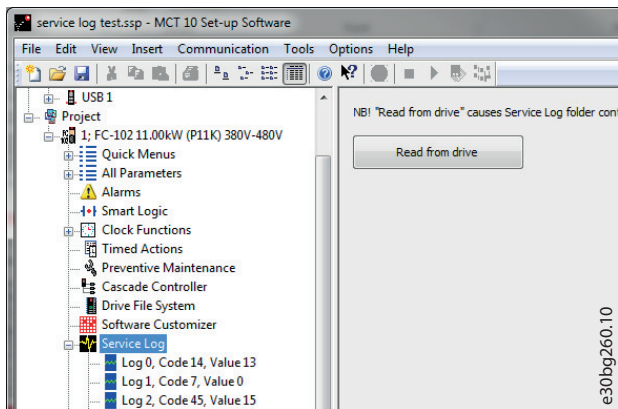 service log test.ssp - MCT 10 Set-up Software
File Edit View Insert Communication Tools Options Help
USB 1
Project
1; FC-102 11.00kW (P11K) 380V-480V
Quick Menus
All Parameters
Alarms
Smart Logic
Clock Functions
Timed Actions
Preventive Maintenance
Cascade Controller
Drive File System
Software Customizer
Service Log
Log 0, Code 14, Value 13
Log 1, Code 7, Value 0
Log 2, Code 45, Value 15
NB! "Read from drive" causes Service Log folder con
Read from drive
e30bg260.10